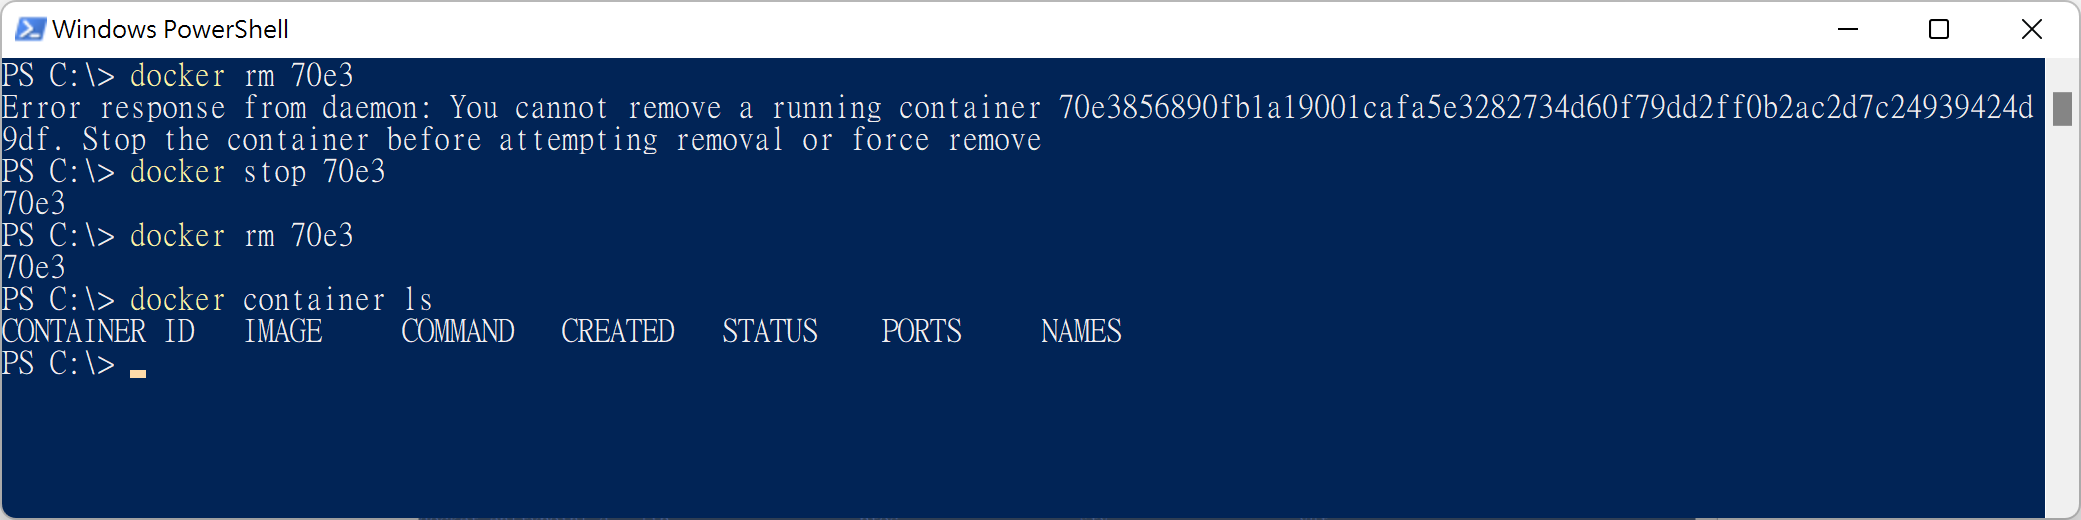 Windows PowerShell
PS C:\> docker rm 70e3
Error response from daemon: You cannot remove a running container 70e3856890fb1a19001cafa5e3282734d60f79dd2ff0b2ac2d7c24939424d
9df. Stop the container before attempting removal or force remove
PS C:\> docker stop 70e3
70e3
PS C:\> docker rm 70e3
70e3
PS C:\> docker container ls
CONTAINER ID   IMAGE     COMMAND   CREATED   STATUS    PORTS     NAMES
PS C:\>